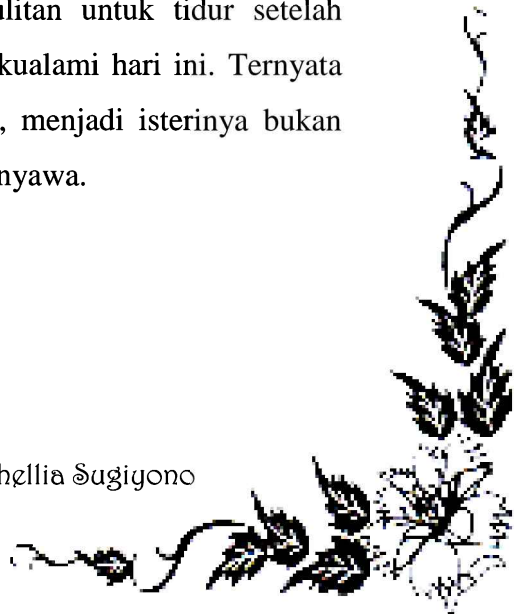 ulitan untuk tidur setelah
kualami hari ini. Ternyata
, menjadi isterinya bukan
nyawa.
hellia Sugiyono